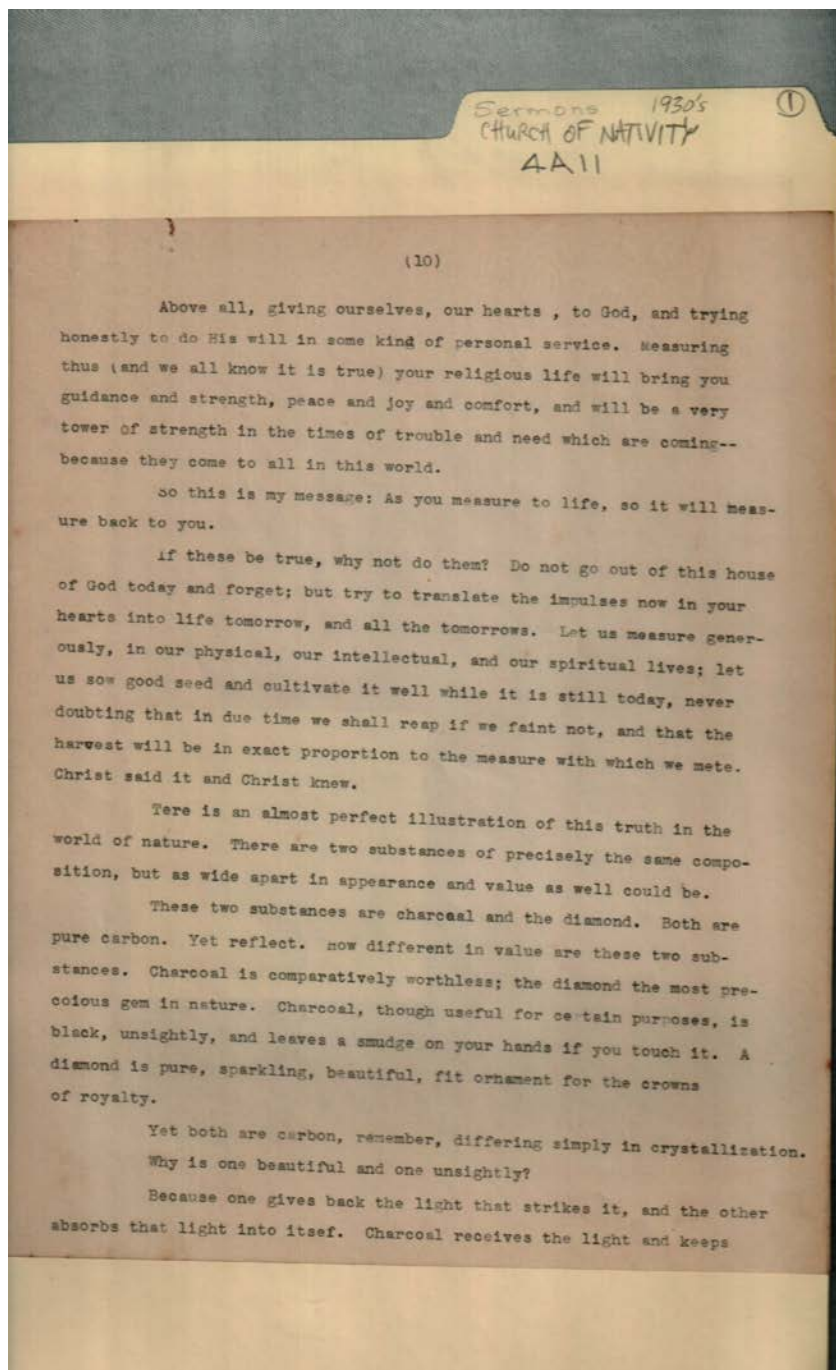 Sermons 1930's ①
CHURCH OF NATIVITY
4A11
(10)
Above all, giving ourselves, our hearts , to God, and trying
honestly to do His will in some kind of personal service. Measuring
thus (and we all know it is true) your religious life will bring you
guidance and strength, peace and joy and comfort, and will be a very
tower of strength in the times of trouble and need which are coming--
because they come to all in this world.
So this is my message: As you measure to life, so it will meas-
ure back to you.
If these be true, why not do them? Do not go out of this house
of God today and forget; but try to translate the impulses now in your
hearts into life tomorrow, and all the tomorrows. Let us measure gener-
ously, in our physical, our intellectual, and our spiritual lives; let
us sow good seed and cultivate it well while it is still today, never
doubting that in due time we shall reap if we faint not, and that the
harvest will be in exact proportion to the measure with which we mete.
Christ said it and Christ knew.
Tere is an almost perfect illustration of this truth in the
world of nature. There are two substances of precisely the same compo-
sition, but as wide apart in appearance and value as well could be.
These two substances are charcaal and the diamond. Both are
pure carbon. Yet reflect. How different in value are these two sub-
stances. Charcoal is comparatively worthless; the diamond the most pre-
coious gem in nature. Charcoal, though useful for certain purposes, is
black, unsightly, and leaves a smudge on your hands if you touch it. A
diamond is pure, sparkling, beautiful, fit ornament for the crowns
of royalty.
Yet both are carbon, remember, differing simply in crystallization.
Why is one beautiful and one unsightly?
Because one gives back the light that strikes it, and the other
absorbs that light into itsef. Charcoal receives the light and keeps